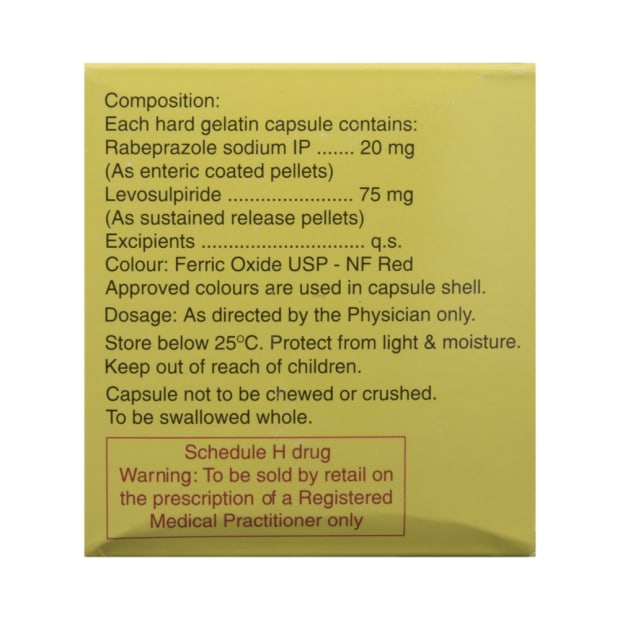 Composition:
Each hard gelatin capsule contains:
Rabeprazole sodium IP ....... 20 mg
(As enteric coated pellets)
Levosulpiride ....................... 75 mg
(As sustained release pellets)
Excipients .............................. q.s.
Colour: Ferric Oxide USP - NF Red
Approved colours are used in capsule shell.
Dosage: As directed by the Physician only.
Store below 25°C. Protect from light & moisture.
Keep out of reach of children.
Capsule not to be chewed or crushed.
To be swallowed whole.
Schedule H drug
Warning: To be sold by retail on
the prescription of a Registered
Medical Practitioner only